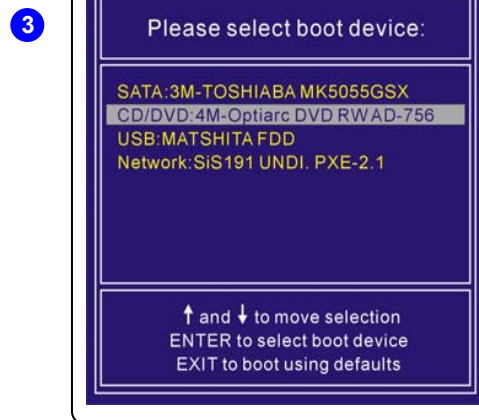 3
Please select boot device:
SATA:3M-TOSHIABA MK5055GSX
CD/DVD:4M-Optiarc DVD RW AD-756
USB:MATSHITA FDD
Network:SiS191 UNDI. PXE-2.1
↑ and ↓ to move selection
ENTER to select boot device
EXIT to boot using defaults